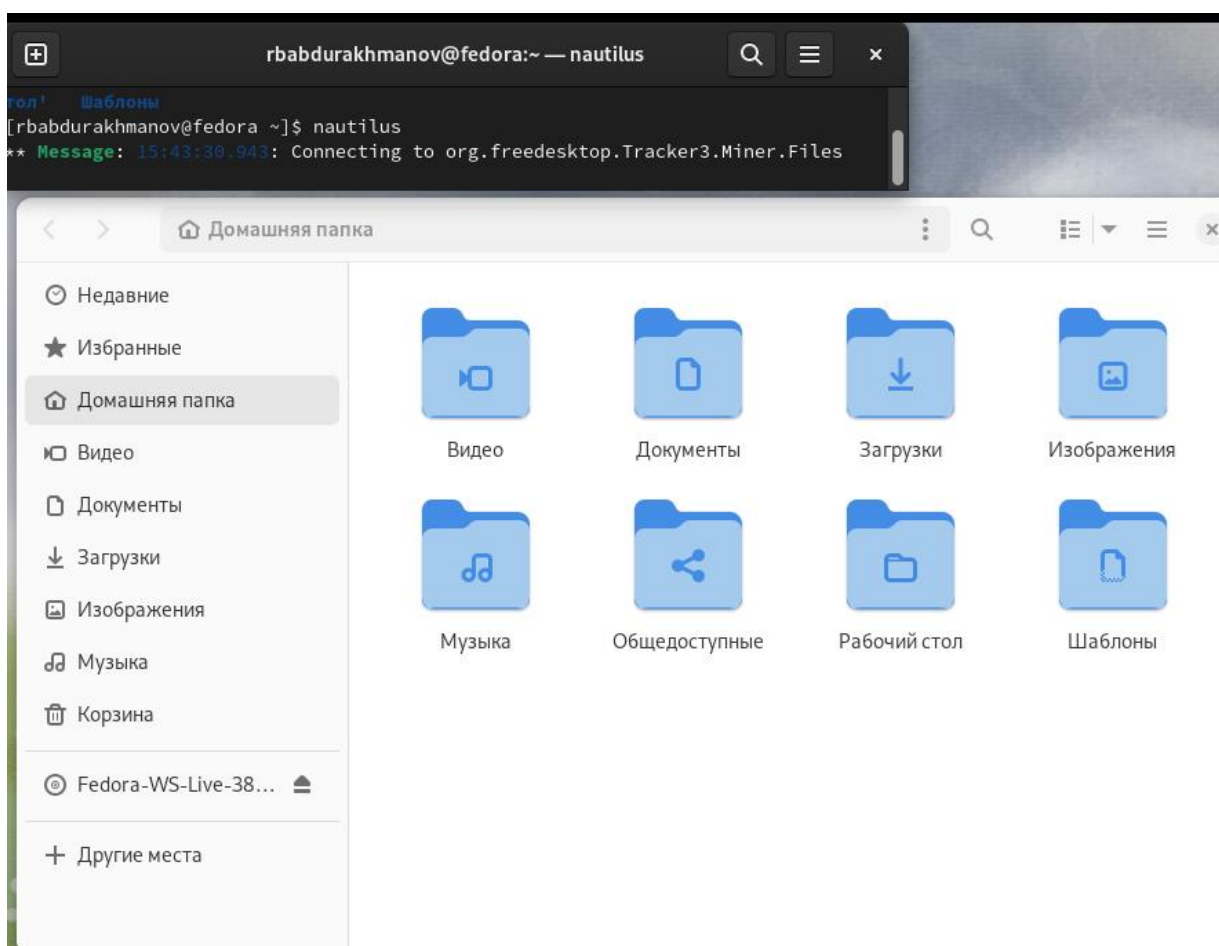 rbabdurakhmanov@fedora:~ — nautilus
тол'   Шаблоны
[rbabdurakhmanov@fedora ~]$ nautilus
** Message: 15:43:30.943: Connecting to org.freedesktop.Tracker3.Miner.Files
Домашняя папка
Недавние
Избранные
Домашняя папка
Видео
Документы
Загрузки
Изображения
Музыка
Корзина
Fedora-WS-Live-38...
Другие места
Видео Документы Загрузки Изображения
Музыка Общедоступные Рабочий стол Шаблоны